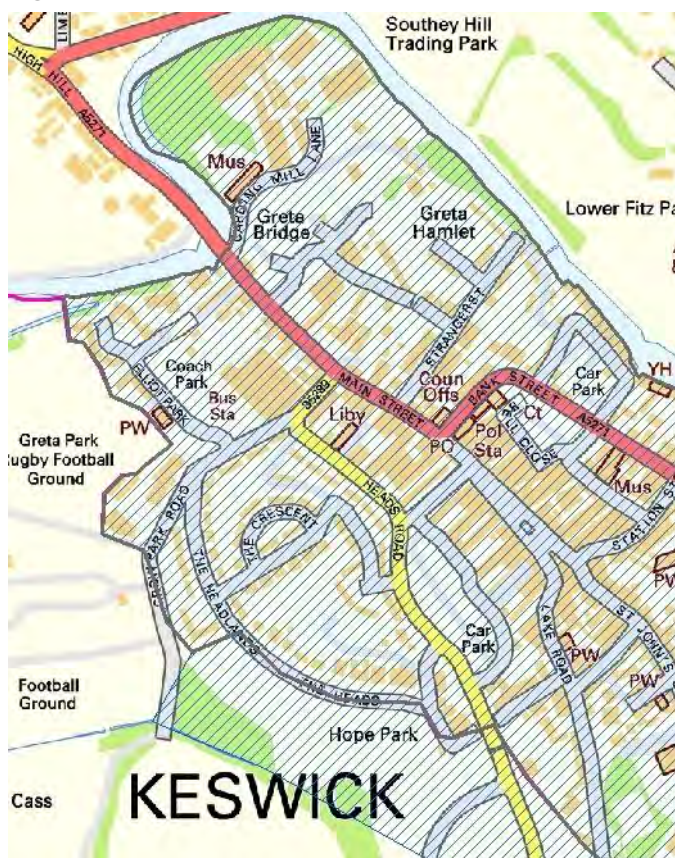 Southey Hill
Trading Park
LIME
HIGH HILL A5271
Mus
CARDING MILL LANE
Grete
Bridge
Greta
Hamlet
Lower Fitz Pa
STRANGER ST
Coach
Park
ELLIOT PARK
Bus
Sta
PW
Greta Park
Rugby Football
Ground
B5289
MAIN STREET
Liby
Coun
Offs
BANK STREET
A5271
Car
Park
YH
Ct
PO
Pol
Sta
BELL CLOSE
Mus
STATION ST
HEADS ROAD
THE CRESCENT
CROW PARK ROAD
THE HEADLANDS
THE HEADS
Car
Park
LAKE ROAD
PW
ST JOHN'S
PW
PW
Football
Ground
Hope Park
KESWICK
Cass